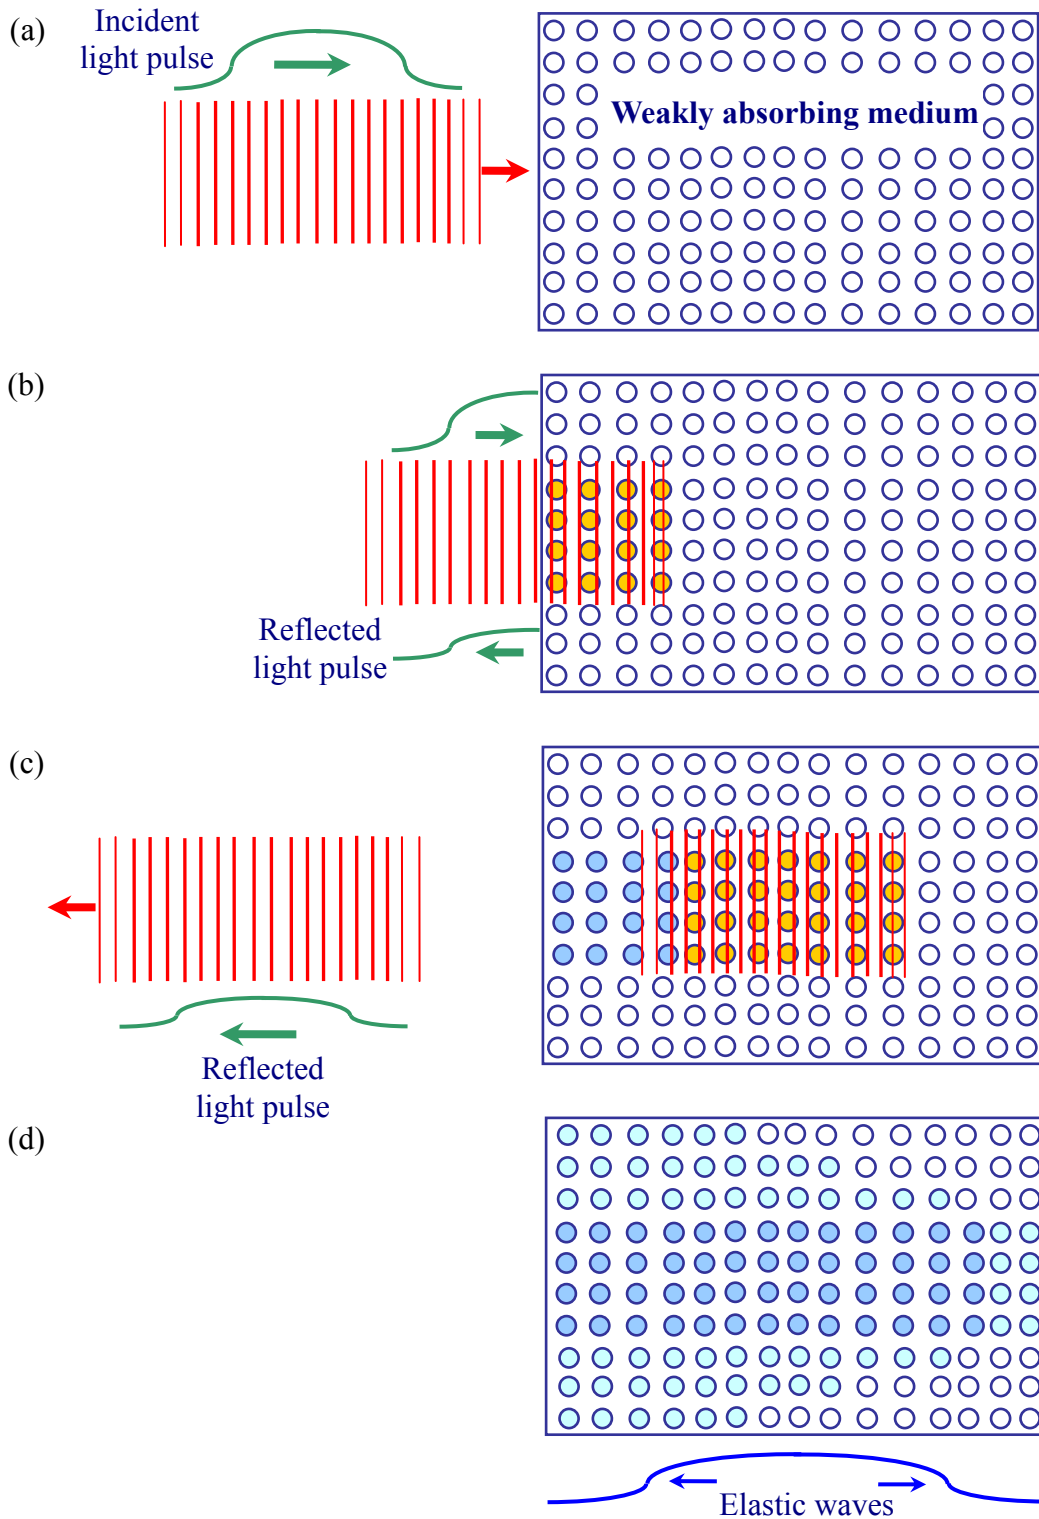 (a)
Incident
light pulse
Weakly absorbing medium
(b)
Reflected
light pulse
(c)
Reflected
light pulse
(d)
Elastic waves